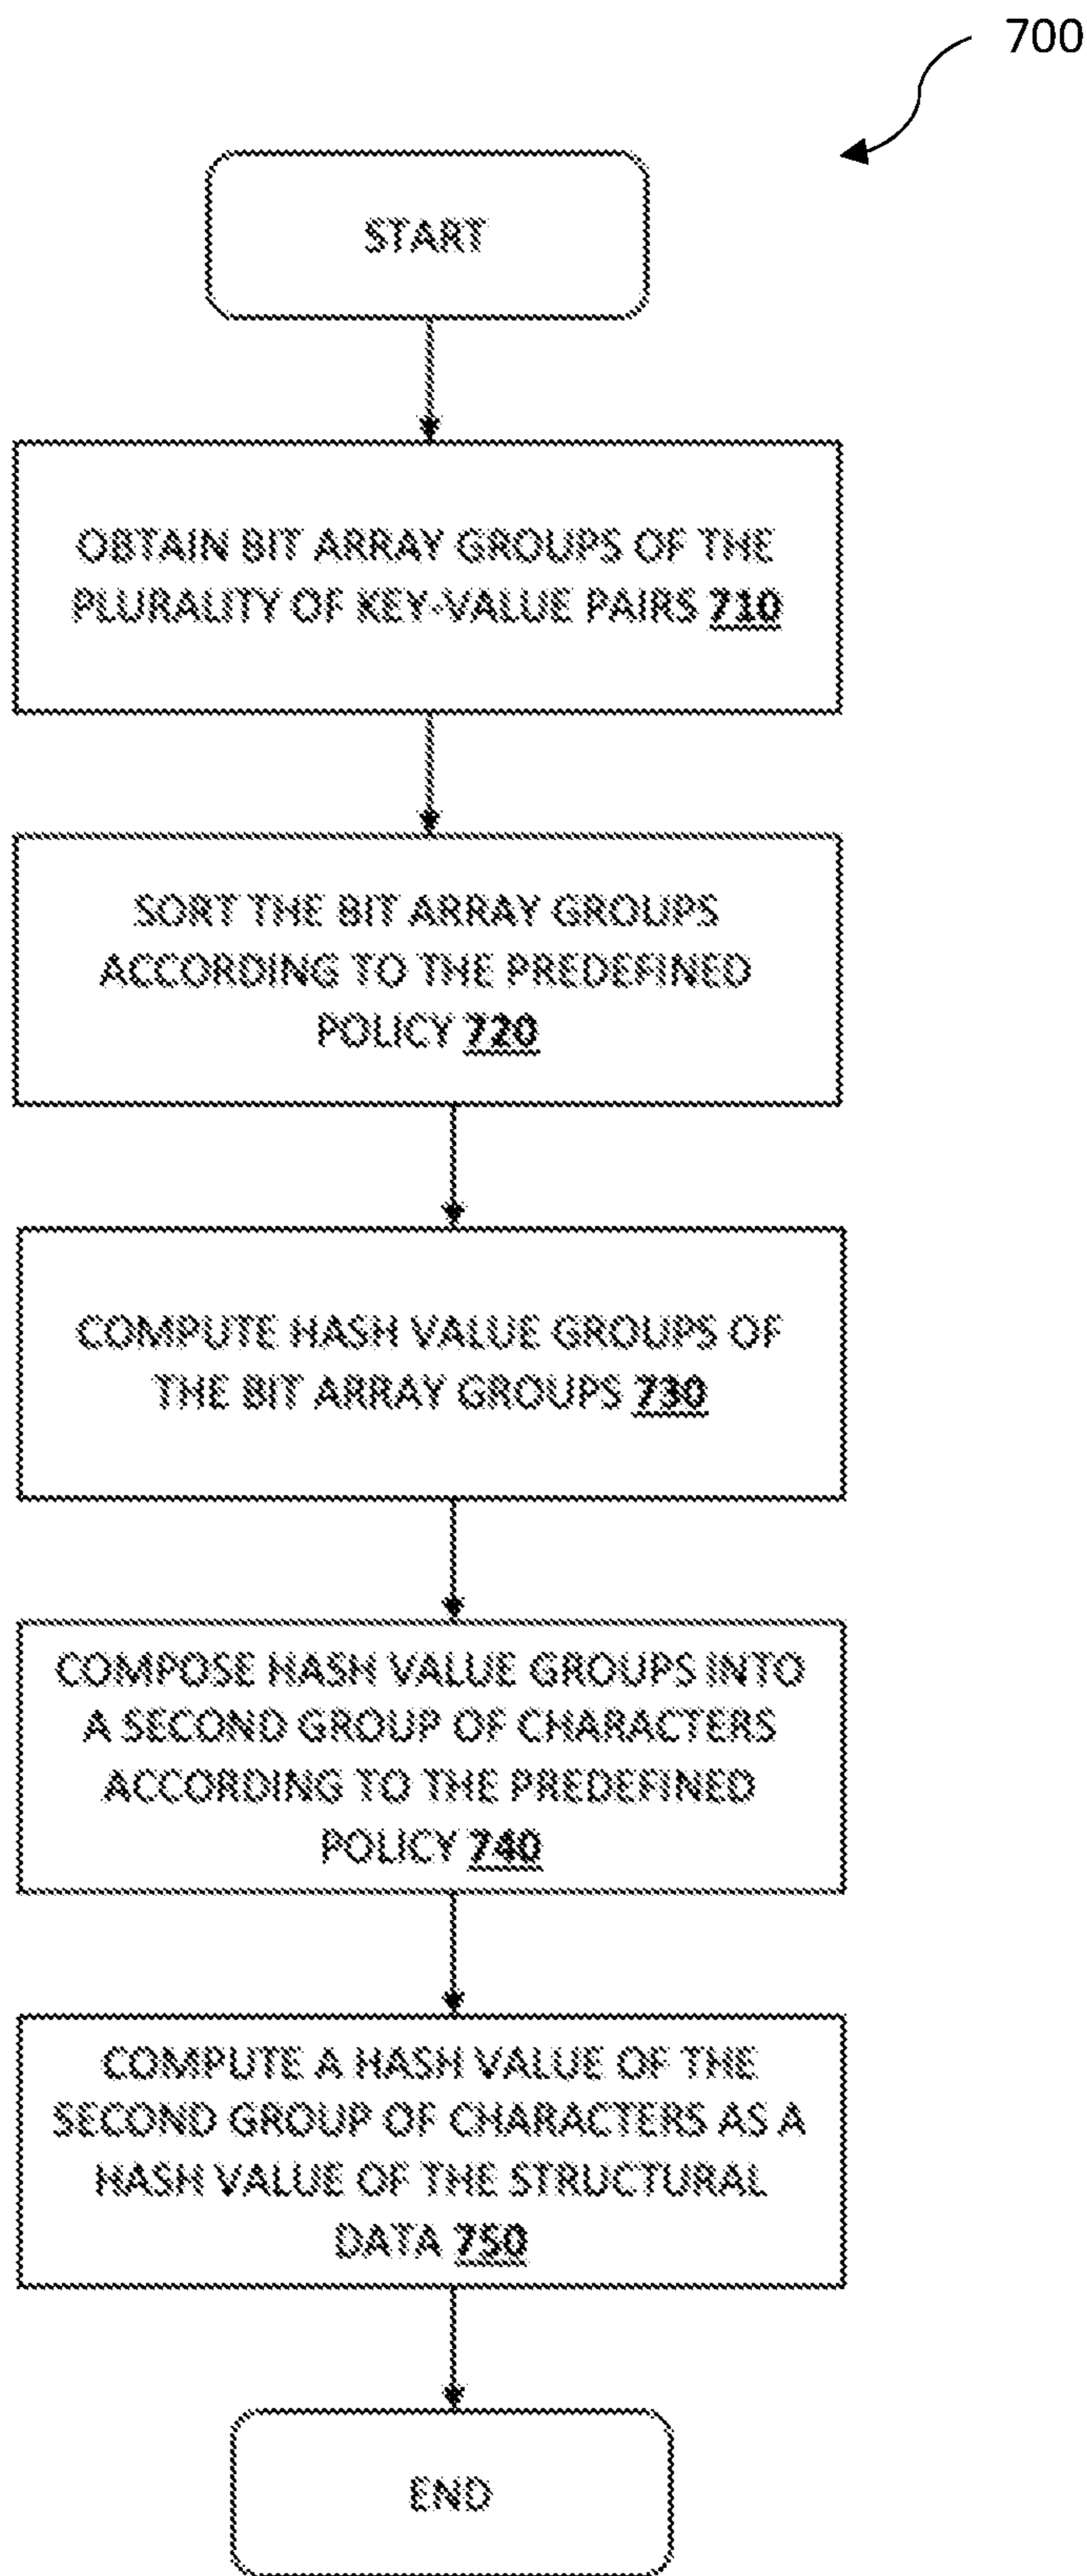 700
START
OBTAIN BIT ARRAY GROUPS OF THE
PLURALITY OF KEY-VALUE PAIRS 710
SORT THE BIT ARRAY GROUPS
ACCORDING TO THE PREDEFINED
POLICY 720
COMPUTE HASH VALUE GROUPS OF
THE BIT ARRAY GROUPS 730
COMPOSE HASH VALUE GROUPS INTO
A SECOND GROUP OF CHARACTERS
ACCORDING TO THE PREDEFINED
POLICY 740
COMPUTE A HASH VALUE OF THE
SECOND GROUP OF CHARACTERS AS A
HASH VALUE OF THE STRUCTURAL
DATA 750
END